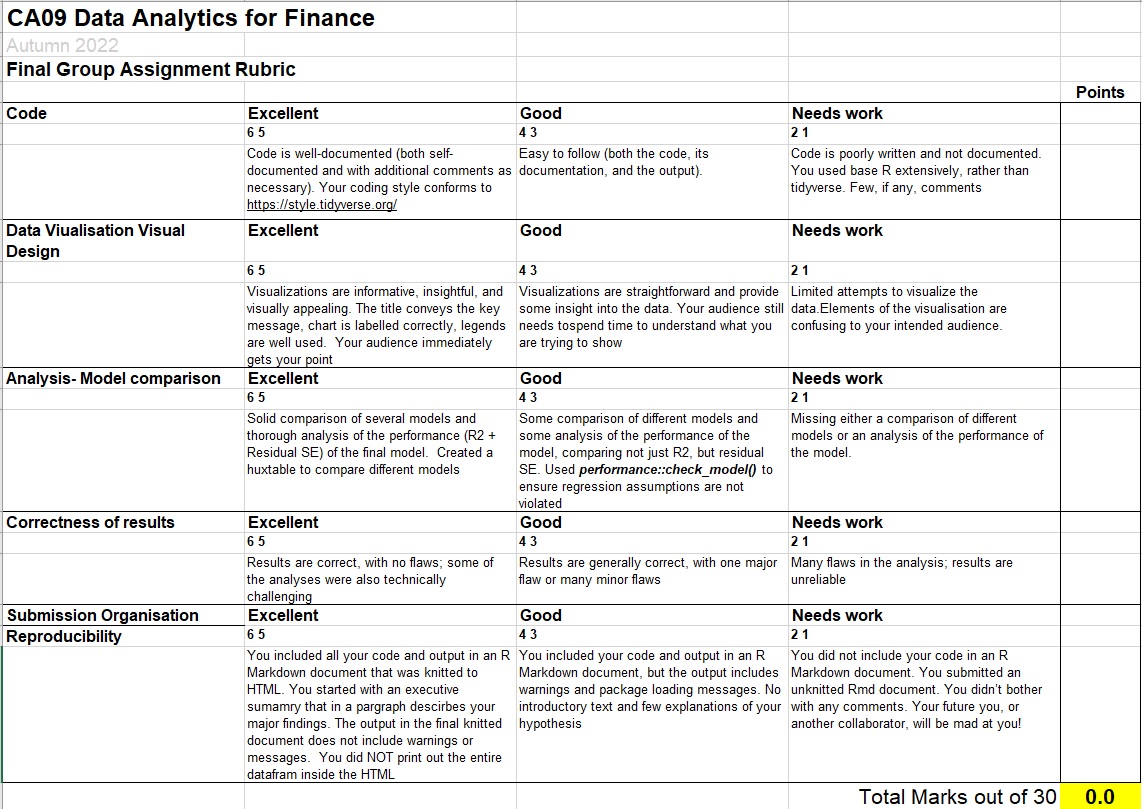 CA09 Data Analytics for Finance
Autumn 2022
Final Group Assignment Rubric
Points
Code
Excellent
Good
Needs work
6 5
4 3
2 1
Code is well-documented (both self-
documented and with additional comments as
necessary). Your coding style conforms to
https://style.tidyverse.org/
Easy to follow (both the code, its
documentation, and the output).
Code is poorly written and not documented.
You used base R extensively, rather than
tidyverse. Few, if any, comments
Data Viualisation Visual
Design
Excellent
Good
Needs work
6 5
4 3
2 1
Visualizations are informative, insightful, and
visually appealing. The title conveys the key
message, chart is labelled correctly, legends
are well used.  Your audience immediately
gets your point
Visualizations are straightforward and provide
some insight into the data. Your audience still
needs tospend time to understand what you
are trying to show
Limited attempts to visualize the
data.Elements of the visualisation are
confusing to your intended audience.
Analysis- Model comparison
Excellent
Good
Needs work
6 5
4 3
2 1
Solid comparison of several models and
thorough analysis of the performance (R2 +
Residual SE) of the final model.  Created a
huxtable to compare different models
Some comparison of different models and
some analysis of the performance of the
model, comparing not just R2, but residual
SE. Used performance::check_model() to
ensure regression assumptions are not
violated
Missing either a comparison of different
models or an analysis of the performance of
the model.
Correctness of results
Excellent
Good
Needs work
6 5
4 3
2 1
Results are correct, with no flaws; some of
the analyses were also technically
challenging
Results are generally correct, with one major
flaw or many minor flaws
Many flaws in the analysis; results are
unreliable
Submission Organisation
Excellent
Good
Needs work
Reproducibility
6 5
4 3
2 1
You included all your code and output in an R
Markdown document that was knitted to
HTML. You started with an executive
sumamry that in a pargraph descirbes your
major findings. The output in the final knitted
document does not include warnings or
messages.  You did NOT print out the entire
datafram inside the HTML
You included your code and output in an R
Markdown document, but the output includes
warnings and package loading messages. No
introductory text and few explanations of your
hypothesis
You did not include your code in an R
Markdown document. You submitted an
unknitted Rmd document. You didn't bother
with any comments. Your future you, or
another collaborator, will be mad at you!
Total Marks out of 30
0.0